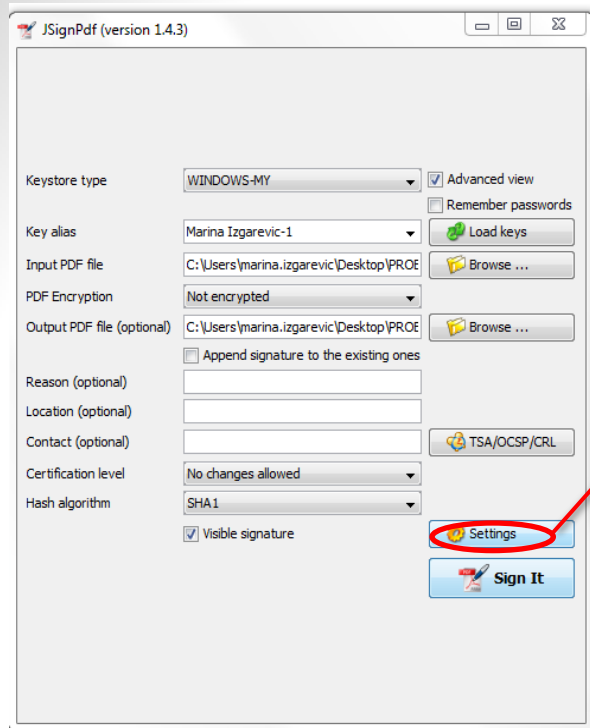 JSignPdf (version 1.4.3)
Keystore type WINDOWS-MY Advanced view
Remember passwords
Key alias Marina Izgarevic-1 Load keys
Input PDF file C:\Users\marina.izgarevic\Desktop\PROE Browse ...
PDF Encryption Not encrypted
Output PDF file (optional) C:\Users\marina.izgarevic\Desktop\PROE Browse ...
Append signature to the existing ones
Reason (optional)
Location (optional)
Contact (optional) TSA/OCSP/CRL
Certification level No changes allowed
Hash algorithm SHA1
Visible signature Settings
Sign It